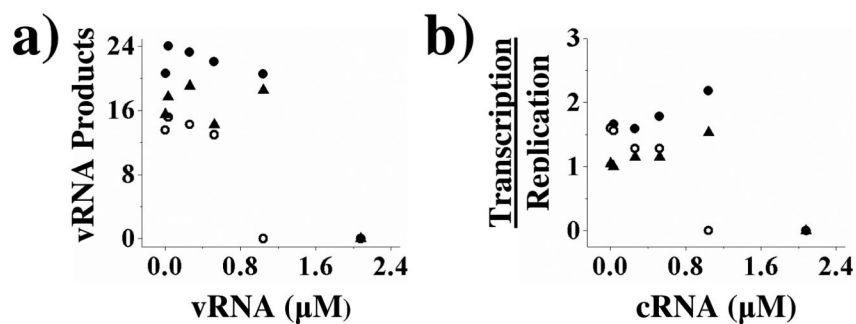 a)
vRNA Products
24
16
8
0
0.0 0.8 1.6 2.4
vRNA (μM)
b)
Transcription
Replication
3
2
1
0
0.0 0.8 1.6 2.4
cRNA (μM)